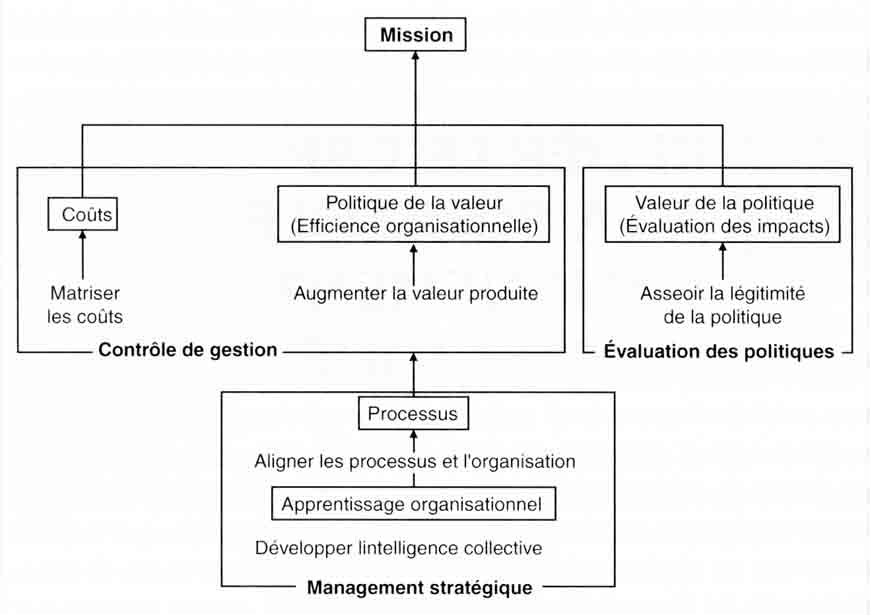 Mission
Coûts
Politique de la valeur
(Efficience organisationnelle)
Valeur de la politique
(Évaluation des impacts)
Matriser
les coûts
Augmenter la valeur produite
Asseoir la légitimité
de la politique
Contrôle de gestion
Évaluation des politiques
Processus
Aligner les processus et l'organisation
Apprentissage organisationnel
Développer lintelligence collective
Management stratégique